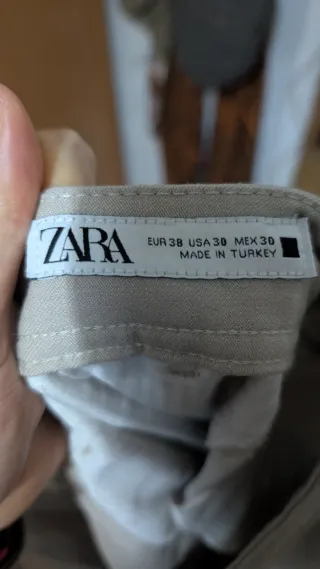 ZARA
EUR 38 USA 30 MEX 30
MADE IN TURKEY